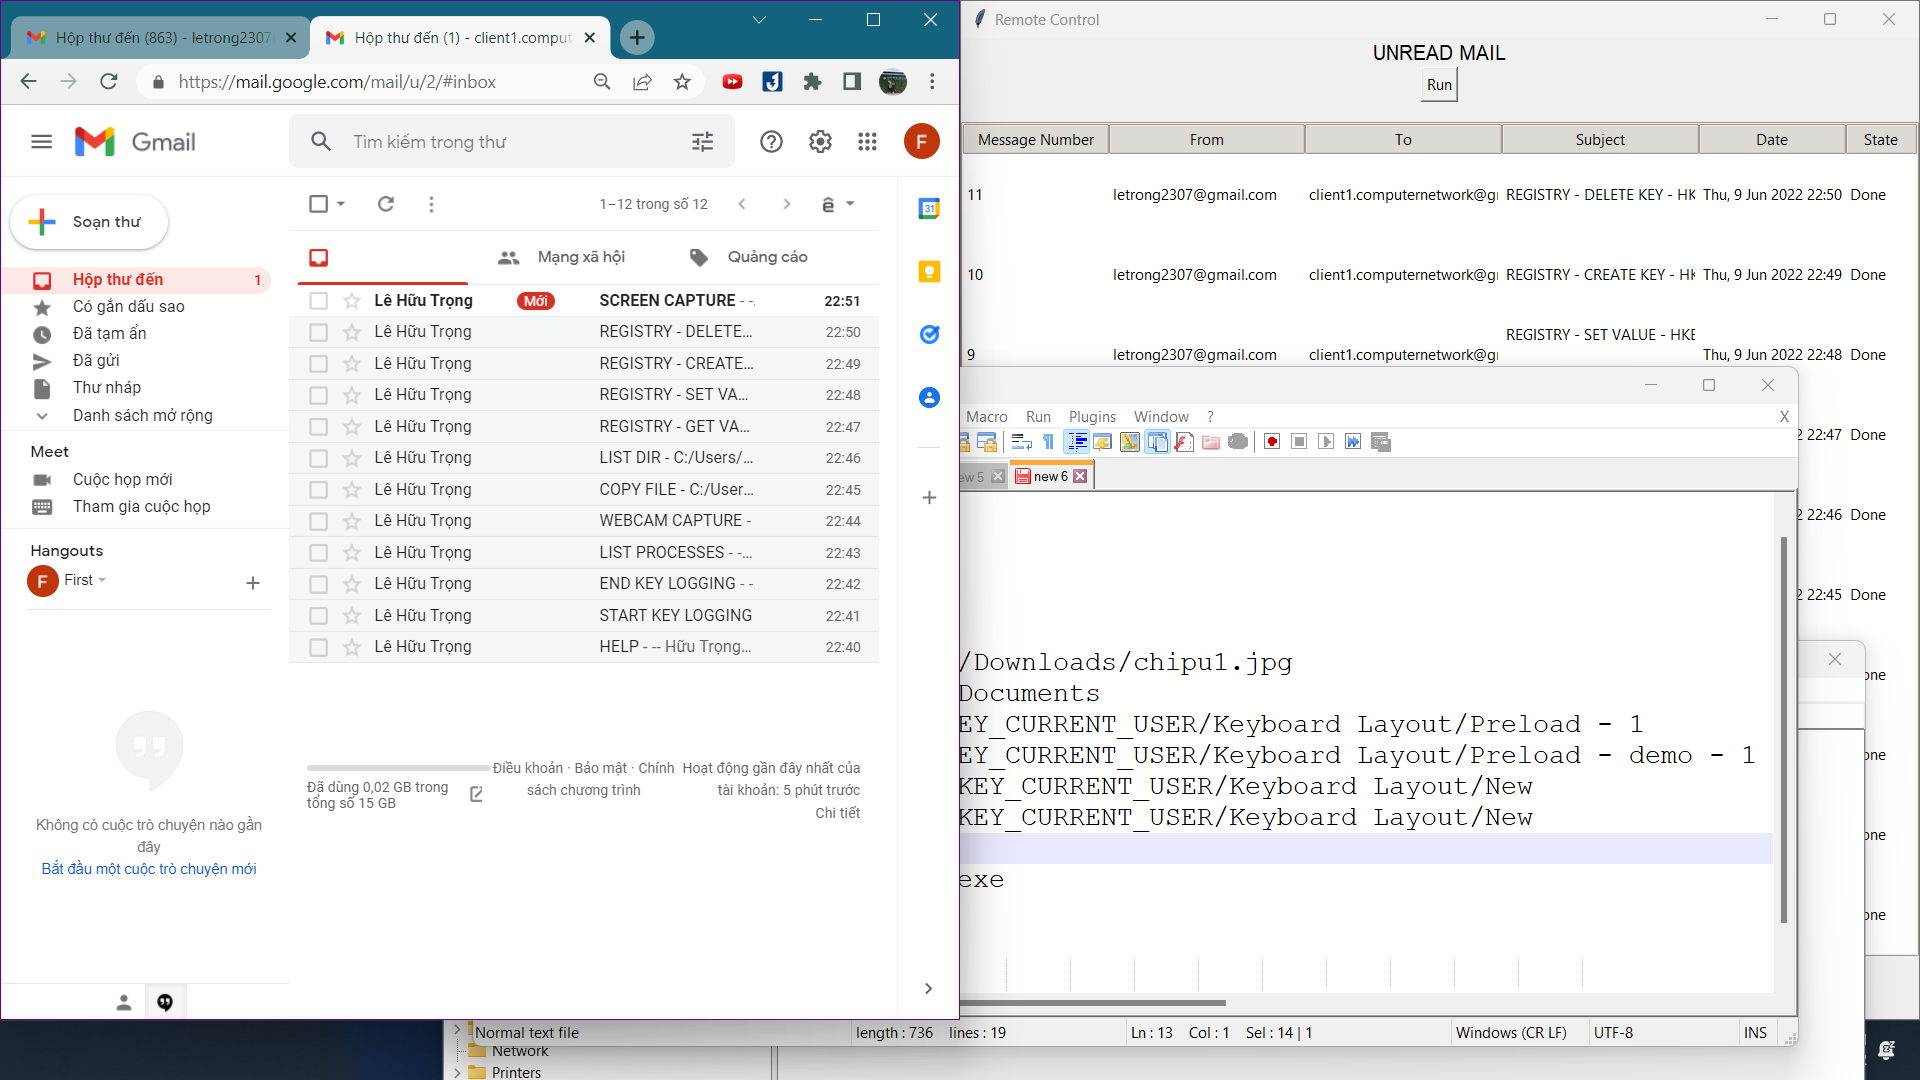 Hộp thư đến (863) - letrong2307
Hộp thư đến (1) - client1.comput
https://mail.google.com/mail/u/2/#inbox
Gmail
Tìm kiếm trong thư
F
Soạn thư
1–12 trong số 12
Hộp thư đến 1
Có gắn dấu sao
Đã tạm ẩn
Đã gửi
Thư nháp
Danh sách mở rộng
Meet
Cuộc họp mới
Tham gia cuộc họp
Hangouts
F First
Không có cuộc trò chuyện nào gần
đây
Bắt đầu một cuộc trò chuyện mới
Mạng xã hội
Quảng cáo
Lê Hữu Trọng Mới SCREEN CAPTURE - -. 22:51
Lê Hữu Trọng REGISTRY - DELETE... 22:50
Lê Hữu Trọng REGISTRY - CREATE... 22:49
Lê Hữu Trọng REGISTRY - SET VA... 22:48
Lê Hữu Trọng REGISTRY - GET VA... 22:47
Lê Hữu Trọng LIST DIR - C:/Users/... 22:46
Lê Hữu Trọng COPY FILE - C:/User... 22:45
Lê Hữu Trọng WEBCAM CAPTURE - 22:44
Lê Hữu Trọng LIST PROCESSES - -... 22:43
Lê Hữu Trọng END KEY LOGGING - - 22:42
Lê Hữu Trọng START KEY LOGGING 22:41
Lê Hữu Trọng HELP - -- Hữu Trọng... 22:40
Đã dùng 0,02 GB trong
tổng số 15 GB
Điều khoản · Bảo mật · Chính
sách chương trình
Hoạt động gần đây nhất của
tài khoản: 5 phút trước
Chi tiết
31
Remote Control
UNREAD MAIL
Run
Message Number From To Subject Date State
11 letrong2307@gmail.com client1.computernetwork@g REGISTRY - DELETE KEY - HK Thu, 9 Jun 2022 22:50 Done
10 letrong2307@gmail.com client1.computernetwork@g REGISTRY - CREATE KEY - HK Thu, 9 Jun 2022 22:49 Done
REGISTRY - SET VALUE - HKE
9 letrong2307@gmail.com client1.computernetwork@g Thu, 9 Jun 2022 22:48 Done
2 22:47 Done
2 22:46 Done
2 22:45 Done
one
one
one
one
Macro Run Plugins Window ? X
ew 5
new 6
/Downloads/chipu1.jpg
Documents
EY_CURRENT_USER/Keyboard Layout/Preload - 1
EY_CURRENT_USER/Keyboard Layout/Preload - demo - 1
KEY_CURRENT_USER/Keyboard Layout/New
KEY_CURRENT_USER/Keyboard Layout/New
exe
Normal text file length : 736 lines : 19 Ln : 13 Col : 1 Sel : 14 | 1 Windows (CR LF) UTF-8 INS
Network
Printers